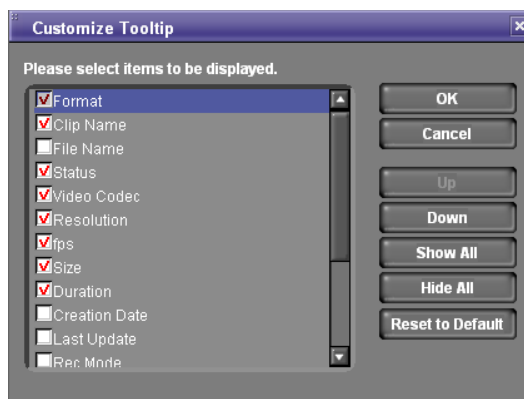 Customize Tooltip
Please select items to be displayed.
Format
Clip Name
File Name
Status
Video Codec
Resolution
fps
Size
Duration
Creation Date
Last Update
Rec Mode
OK
Cancel
Up
Down
Show All
Hide All
Reset to Default